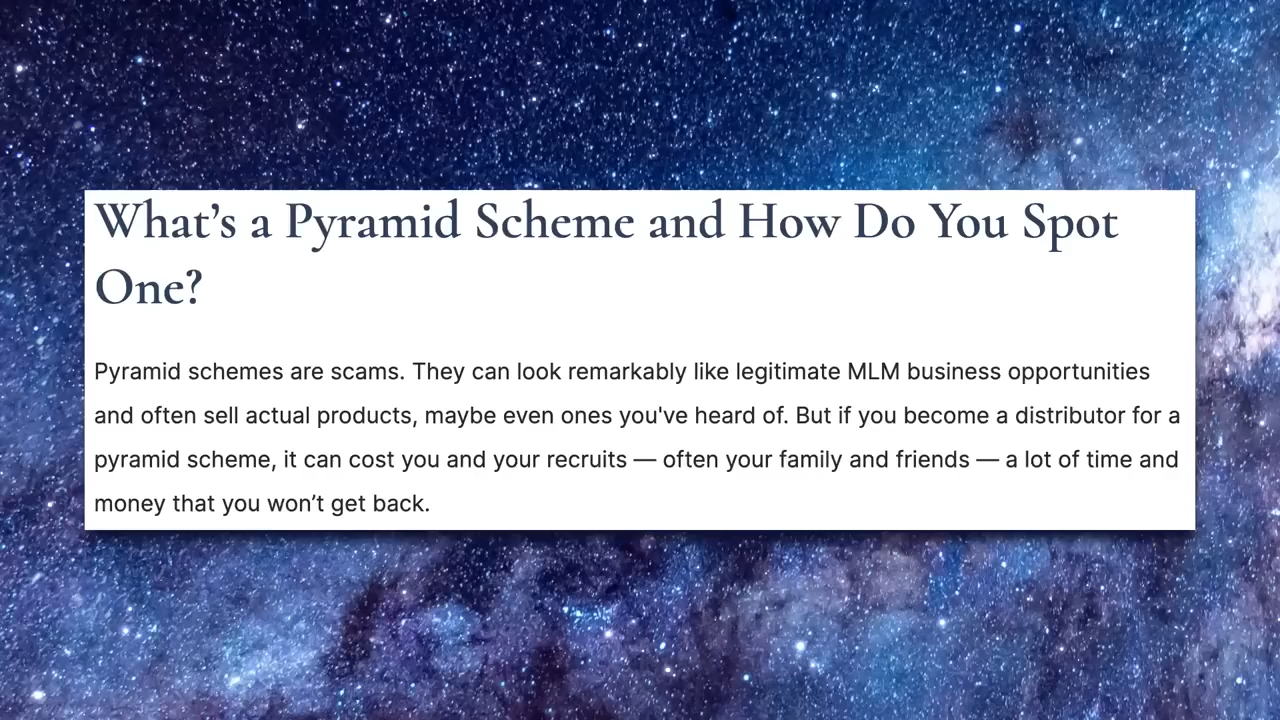 What’s a Pyramid Scheme and How Do You Spot
One?
Pyramid schemes are scams. They can look remarkably like legitimate MLM business opportunities
and often sell actual products, maybe even ones you've heard of. But if you become a distributor for a
pyramid scheme, it can cost you and your recruits — often your family and friends — a lot of time and
money that you won’t get back.